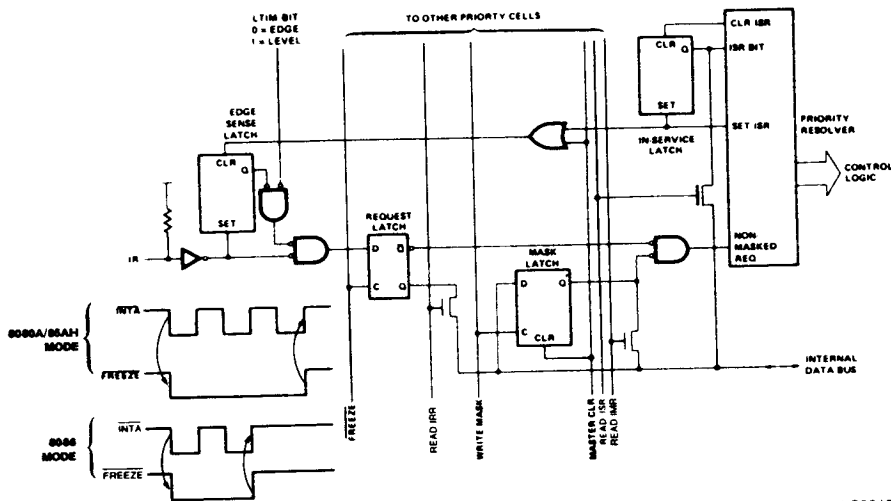 LTIM BIT
0 = EDGE
1 = LEVEL
TO OTHER PRIORTY CELLS
CLR ISR
ISR BIT
CLR
Q
SET
SET ISR
IN-SERVICE
LATCH
PRIORITY
RESOLVER
CONTROL
LOGIC
EDGE
SENSE
LATCH
CLR
Q
SET
IR
REQUEST
LATCH
D
Q
C
Q
MASK
LATCH
D
Q
C
CLR
NON-
MASKED
REQ
INTERNAL
DATA BUS
FREEZE
READ IRR
WRITE MASK
MASTER CLR
READ ISR
READ IMR
8080A/85AH
MODE
INTA
FREEZE
8086
MODE
INTA
FREEZE